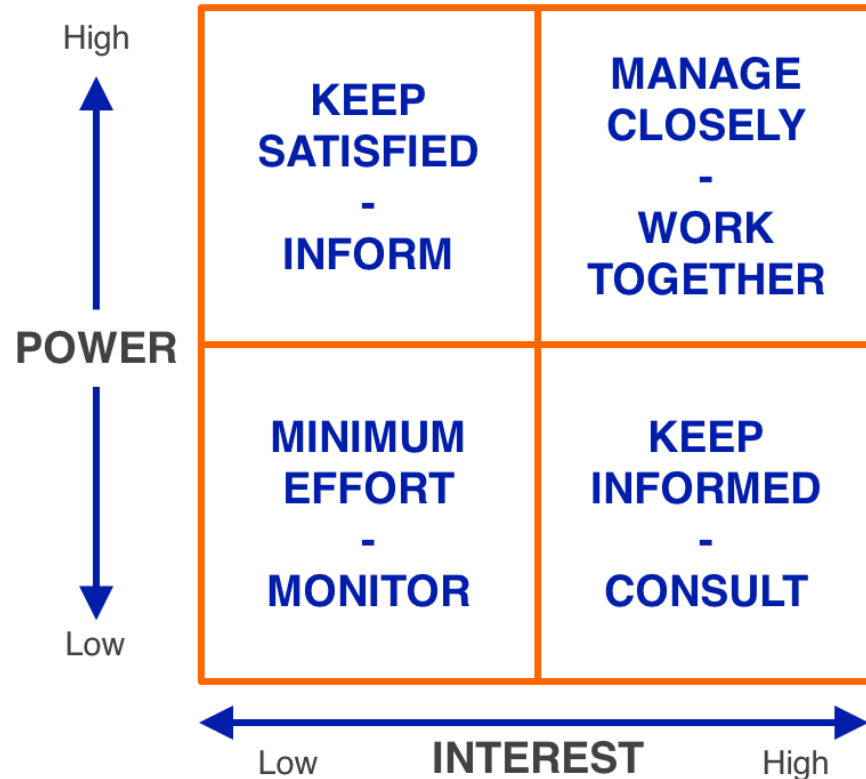 High
KEEP
SATISFIED
-
INFORM
MANAGE
CLOSELY
-
WORK
TOGETHER
POWER
MINIMUM
EFFORT
-
MONITOR
KEEP
INFORMED
-
CONSULT
Low
Low
INTEREST
High